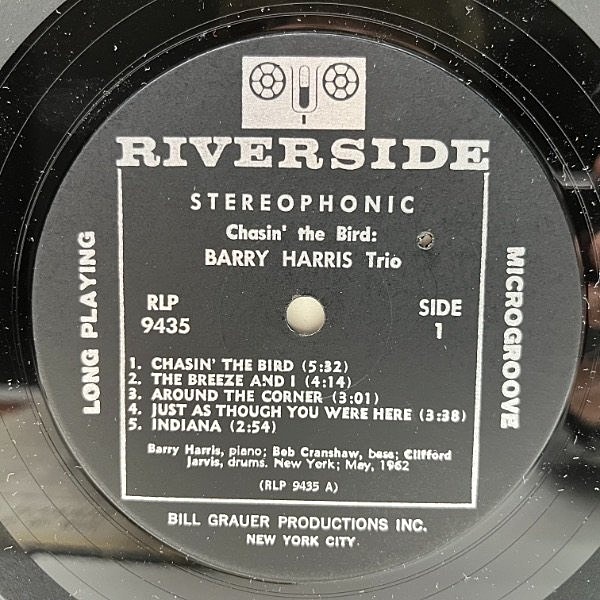 RIVERSIDE
STEREOPHONIC
Chasin' the Bird:
BARRY HARRIS Trio
LONG PLAYING
RLP
9435
SIDE
1
MICROGROOVE
1. CHASIN' THE BIRD (5:32)
2. THE BREEZE AND I (4:14)
3. AROUND THE CORNER (3:01)
4. JUST AS THOUGH YOU WERE HERE (3:38)
5. INDIANA (2:54)
Barry Harris, piano; Bob Cranshaw, bass; Clifford
Jarvis, drums. New York; May, 1962
(RLP 9435 A)
BILL GRAUER PRODUCTIONS INC.
NEW YORK CITY